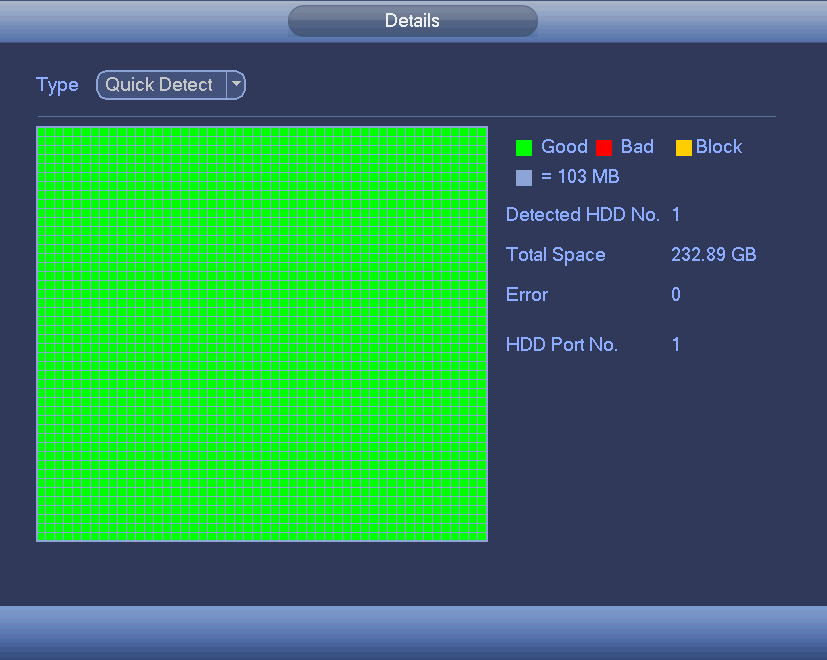 Details
Type Quick Detect
Good Bad Block
= 103 MB
Detected HDD No. 1
Total Space 232.89 GB
Error 0
HDD Port No. 1